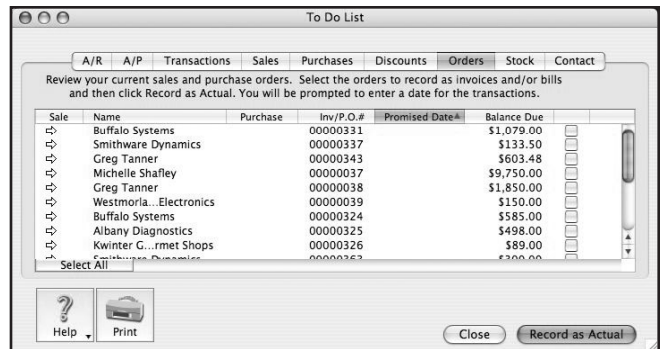 To Do List
A/R A/P Transactions Sales Purchases Discounts Orders Stock Contact
Review your current sales and purchase orders. Select the orders to record as invoices and/or bills
and then click Record as Actual. You will be prompted to enter a date for the transactions.
Sale Name Purchase Inv/P.O.# Promised Date Balance Due
Buffalo Systems 00000331 $1,079.00
Smithware Dynamics 00000337 $133.50
Greg Tanner 00000343 $603.48
Michelle Shafley 00000037 $9,750.00
Greg Tanner 00000038 $1,850.00
Westmorla...Electronics 00000039 $150.00
Buffalo Systems 00000324 $585.00
Albany Diagnostics 00000325 $498.00
Kwinter G...rmet Shops 00000326 $89.00
Smithware Dynamics 00000363 $300.00
Select All
Help Print
Close Record as Actual